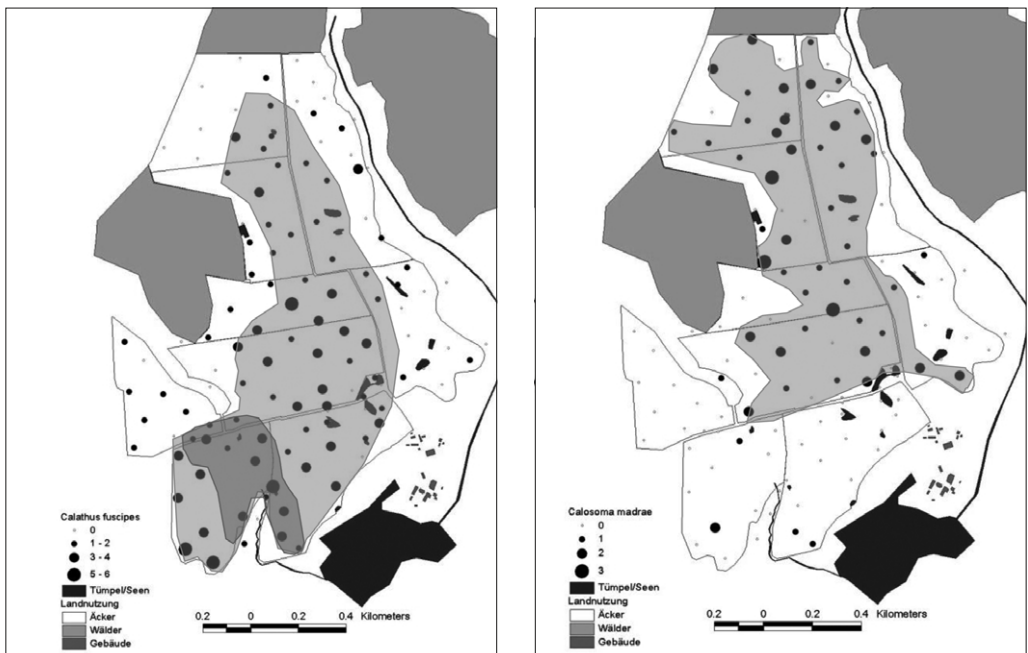 Calathus fuscipes
0
1 - 2
3 - 4
5 - 6
Tümpel/Seen
Landnutzung
Äcker
Wälder
Gebäude
0.2 0 0.2 0.4 Kilometers
Calosoma madrae
0
1
2
3
Tümpel/Seen
Landnutzung
Äcker
Wälder
Gebäude
0.2 0 0.2 0.4 Kilometers